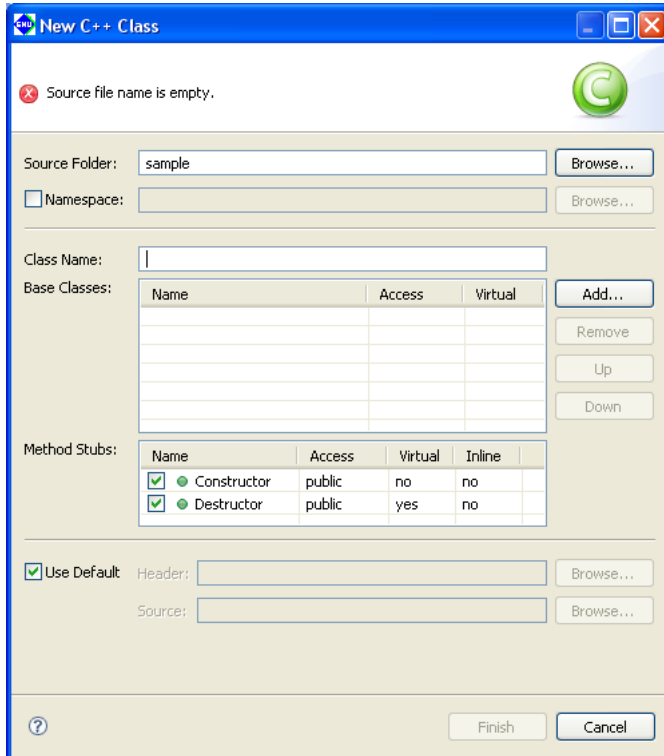 New C++ Class
Source file name is empty.
Source Folder: sample Browse...
Namespace: Browse...
Class Name:
Base Classes: Name Access Virtual Add...
Remove
Up
Down
Method Stubs: Name Access Virtual Inline
Constructor public no no
Destructor public yes no
Use Default Header: Browse...
Source: Browse...
? Finish Cancel